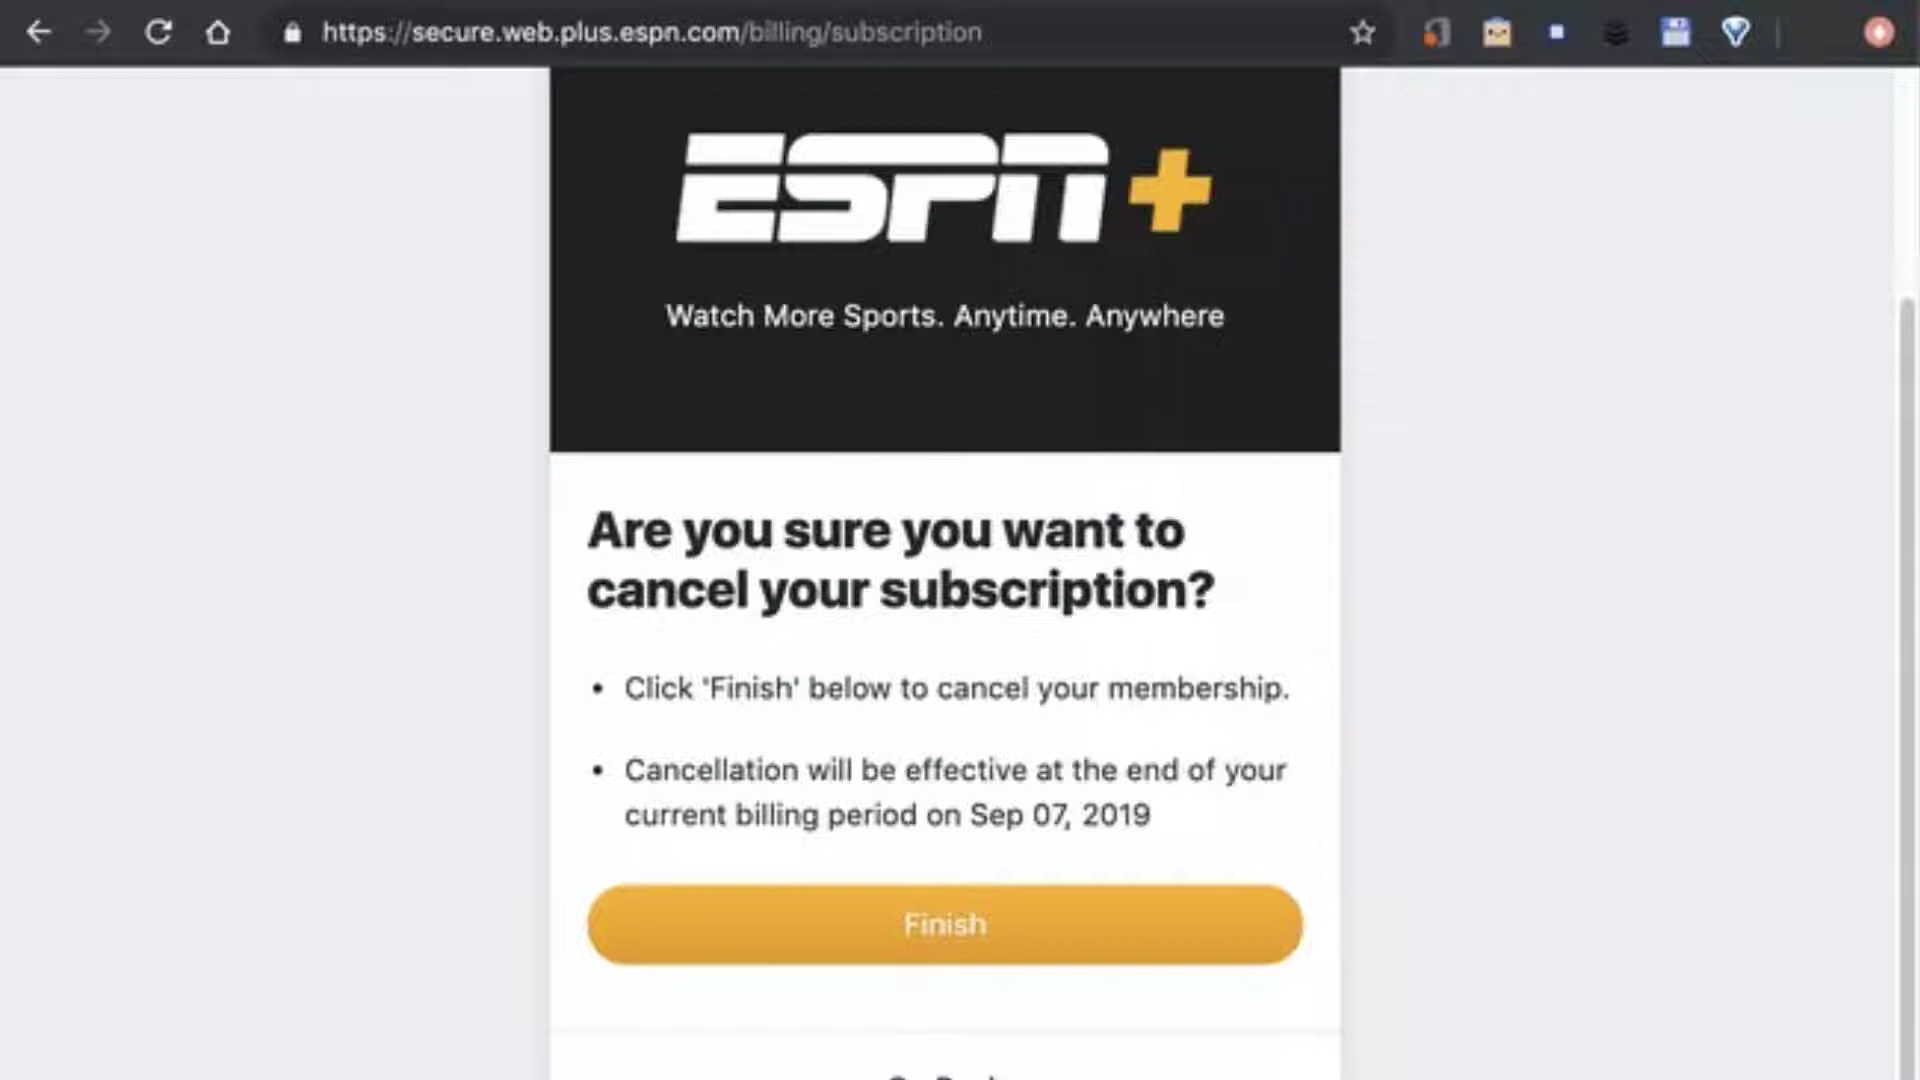 https://secure.web.plus.espn.com/billing/subscription
ESPN+
Watch More Sports. Anytime. Anywhere
Are you sure you want to
cancel your subscription?
• Click 'Finish' below to cancel your membership.
• Cancellation will be effective at the end of your
current billing period on Sep 07, 2019
Finish